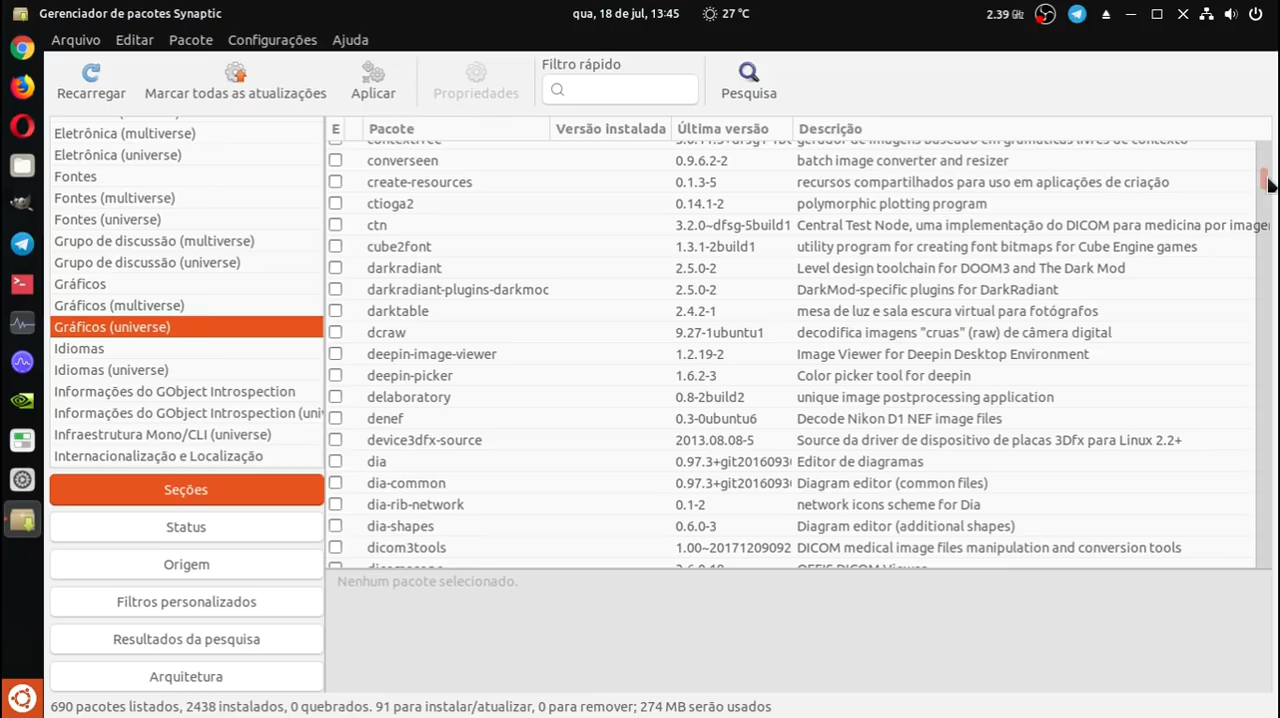 Gerenciador de pacotes Synaptic
qua, 18 de jul, 13:45
27 °C
2.39 GHz
Arquivo Editar Pacote Configurações Ajuda
Recarregar
Marcar todas as atualizações
Aplicar
Propriedades
Filtro rápido
Pesquisa
Eletrônica (multiverse)
Eletrônica (universe)
Fontes
Fontes (multiverse)
Fontes (universe)
Grupo de discussão (multiverse)
Grupo de discussão (universe)
Gráficos
Gráficos (multiverse)
Gráficos (universe)
Idiomas
Idiomas (universe)
Informações do GObject Introspection
Informações do GObject Introspection (uni
Infraestrutura Mono/CLI (universe)
Internacionalização e Localização
Seções
Status
Origem
Filtros personalizados
Resultados da pesquisa
Arquitetura
E Pacote Versão instalada Última versão Descrição
converseen 0.9.6.2-2 batch image converter and resizer
create-resources 0.1.3-5 recursos compartilhados para uso em aplicações de criação
ctioga2 0.14.1-2 polymorphic plotting program
ctn 3.2.0~dfsg-5build1 Central Test Node, uma implementação do DICOM para medicina por image
cube2font 1.3.1-2build1 utility program for creating font bitmaps for Cube Engine games
darkradiant 2.5.0-2 Level design toolchain for DOOM3 and The Dark Mod
darkradiant-plugins-darkmoc 2.5.0-2 DarkMod-specific plugins for DarkRadiant
darktable 2.4.2-1 mesa de luz e sala escura virtual para fotógrafos
dcraw 9.27-1ubuntu1 decodifica imagens "cruas" (raw) de câmera digital
deepin-image-viewer 1.2.19-2 Image Viewer for Deepin Desktop Environment
deepin-picker 1.6.2-3 Color picker tool for deepin
delaboratory 0.8-2build2 unique image postprocessing application
denef 0.3-0ubuntu6 Decode Nikon D1 NEF image files
device3dfx-source 2013.08.08-5 Source da driver de dispositivo de placas 3Dfx para Linux 2.2+
dia 0.97.3+git2016093 Editor de diagramas
dia-common 0.97.3+git2016093 Diagram editor (common files)
dia-rib-network 0.1-2 network icons scheme for Dia
dia-shapes 0.6.0-3 Diagram editor (additional shapes)
dicom3tools 1.00~20171209092 DICOM medical image files manipulation and conversion tools
Nenhum pacote selecionado.
690 pacotes listados, 2438 instalados, 0 quebrados. 91 para instalar/atualizar, 0 para remover; 274 MB serão usados